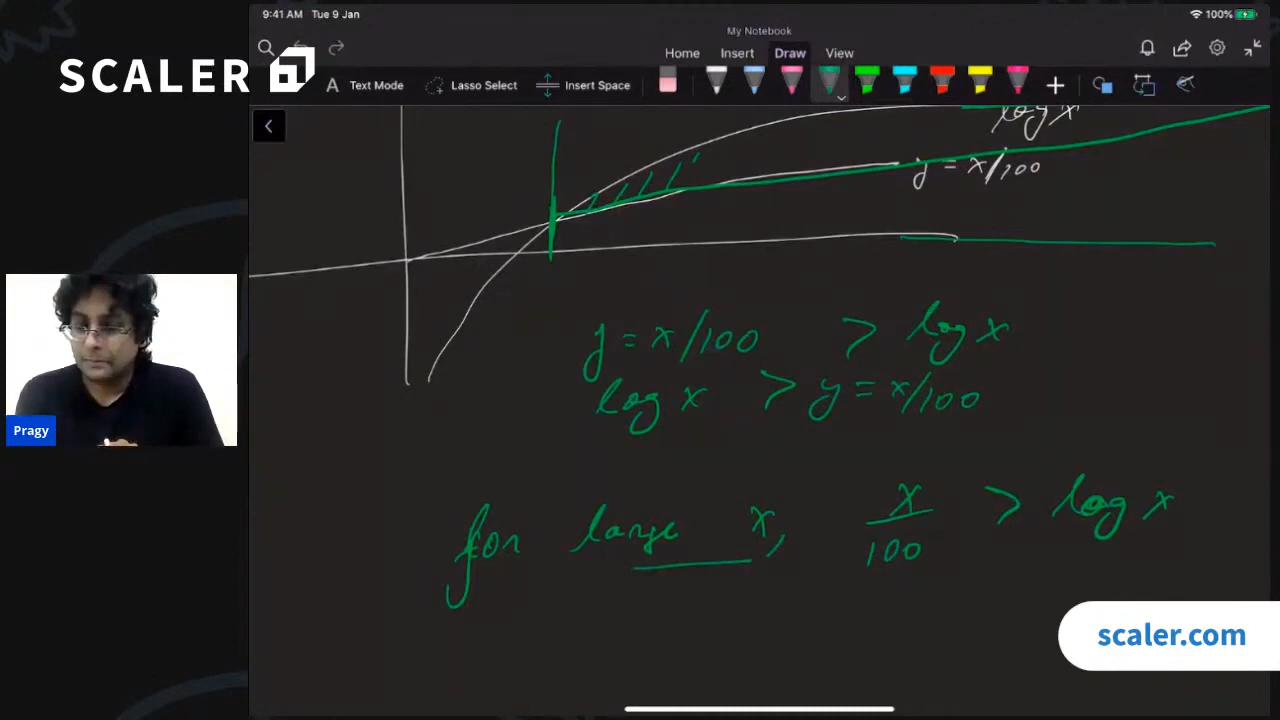 9:41 AM Tue 9 Jan
100%
My Notebook
Home Insert Draw View
SCALER
Text Mode Lasso Select Insert Space
log x
y = x/100
y = x/100 > log x
log x > y = x/100
Pragy
for large x, x/100 > log x
scaler.com